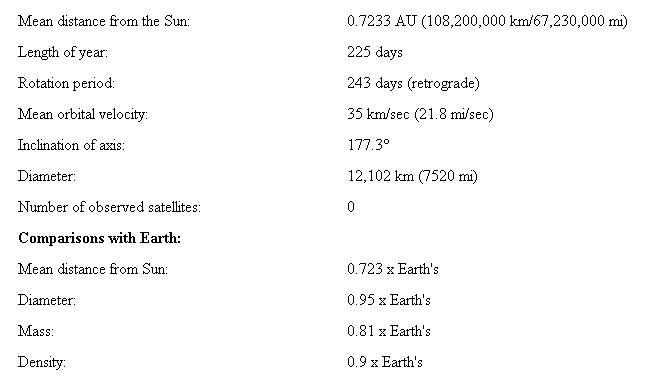 Mean distance from the Sun: 0.7233 AU (108,200,000 km/67,230,000 mi)
Length of year: 225 days
Rotation period: 243 days (retrograde)
Mean orbital velocity: 35 km/sec (21.8 mi/sec)
Inclination of axis: 177.3°
Diameter: 12,102 km (7520 mi)
Number of observed satellites: 0
Comparisons with Earth:
Mean distance from Sun: 0.723 x Earth's
Diameter: 0.95 x Earth's
Mass: 0.81 x Earth's
Density: 0.9 x Earth's